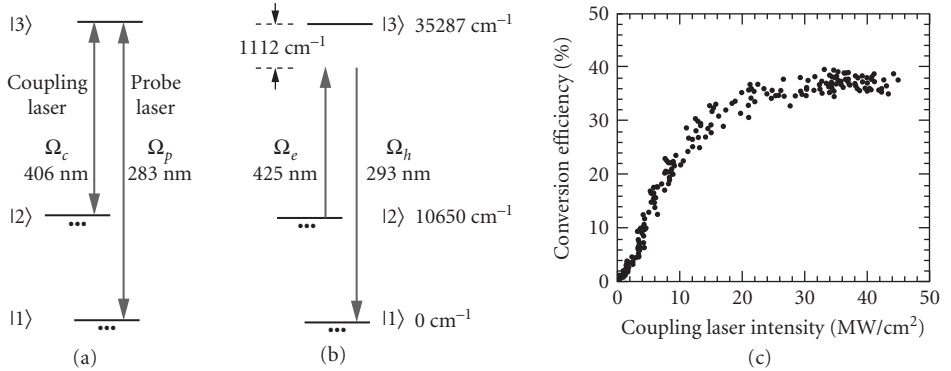 |3⟩
Coupling
laser
Probe
laser
Ω_c
406 nm
Ω_p
283 nm
|2⟩
•••
|1⟩
•••
(a)
|3⟩ 35287 cm⁻¹
1112 cm⁻¹
Ω_e
425 nm
Ω_h
293 nm
|2⟩ 10650 cm⁻¹
•••
|1⟩ 0 cm⁻¹
•••
(b)
Conversion efficiency (%)
50
40
30
20
10
0
0 10 20 30 40 50
Coupling laser intensity (MW/cm²)
(c)